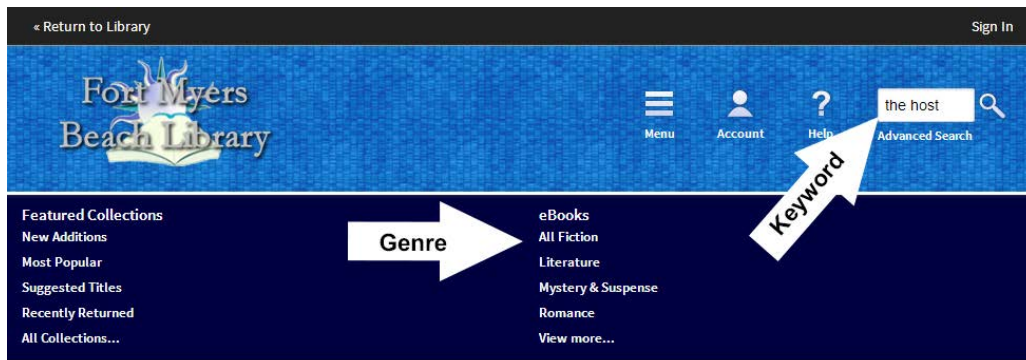 « Return to Library
Sign In
Fort Myers
Beach Library
Menu
Account
?
Help
the host
Advanced Search
Keyword
Genre
Featured Collections
New Additions
Most Popular
Suggested Titles
Recently Returned
All Collections...
eBooks
All Fiction
Literature
Mystery & Suspense
Romance
View more...